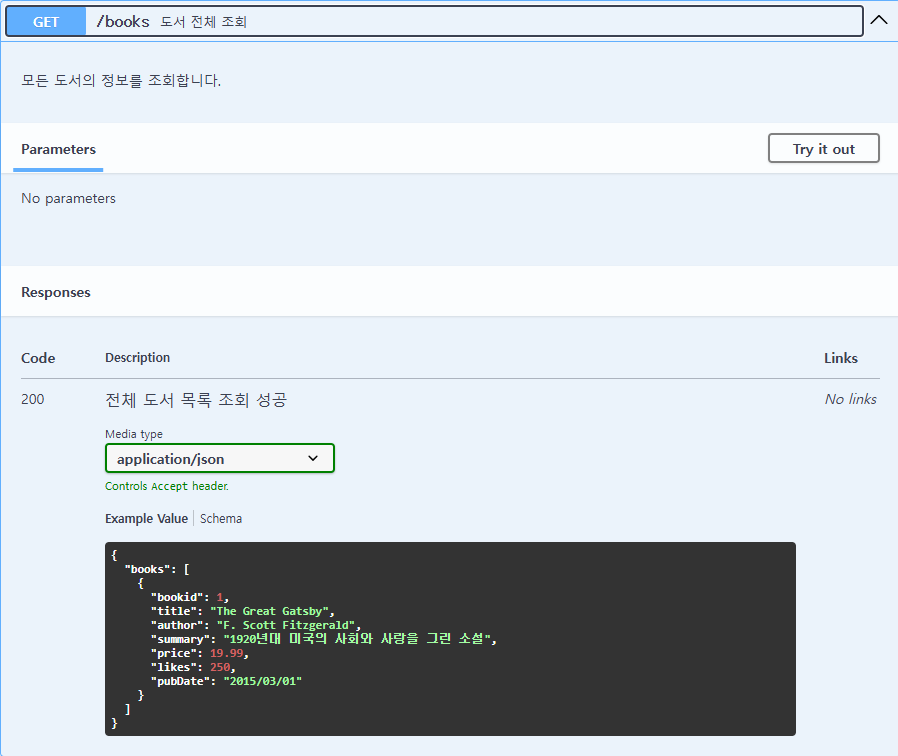 GET /books 도서 전체 조회
모든 도서의 정보를 조회합니다.
Parameters Try it out
No parameters
Responses
Code Description Links
200 전체 도서 목록 조회 성공 No links
Media type
application/json
Controls Accept header.
Example Value Schema
{
  "books": [
    {
      "bookid": 1,
      "title": "The Great Gatsby",
      "author": "F. Scott Fitzgerald",
      "summary": "1920년대 미국의 사회와 사랑을 그린 소설",
      "price": 19.99,
      "likes": 250,
      "pubDate": "2015/03/01"
    }
  ]
}